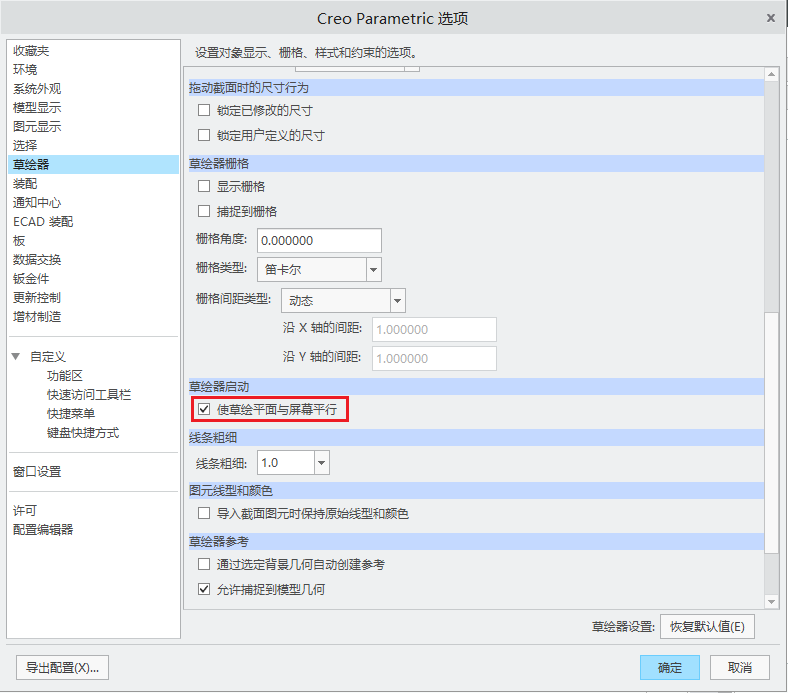 Creo Parametric 选项
收藏夹
环境
系统外观
模型显示
图元显示
选择
草绘器
装配
通知中心
ECAD 装配
板
数据交换
钣金件
更新控制
增材制造
自定义
功能区
快速访问工具栏
快捷菜单
键盘快捷方式
窗口设置
许可
配置编辑器
设置对象显示、栅格、样式和约束的选项。
拖动截面时的尺寸行为
锁定已修改的尺寸
锁定用户定义的尺寸
草绘器栅格
显示栅格
捕捉到栅格
栅格角度: 0.000000
栅格类型: 笛卡尔
栅格间距类型: 动态
沿 X 轴的间距: 1.000000
沿 Y 轴的间距: 1.000000
草绘器启动
使草绘平面与屏幕平行
线条粗细
线条粗细: 1.0
图元线型和颜色
导入截面图元时保持原始线型和颜色
草绘器参考
通过选定背景几何自动创建参考
允许捕捉到模型几何
草绘器设置: 恢复默认值(E)
导出配置(X)... 确定 取消